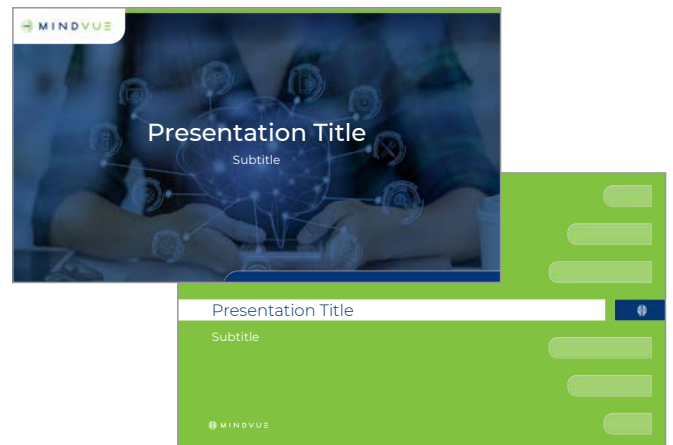 MINDVUE
Presentation Title
Subtitle
Presentation Title
Subtitle
MINDVUE